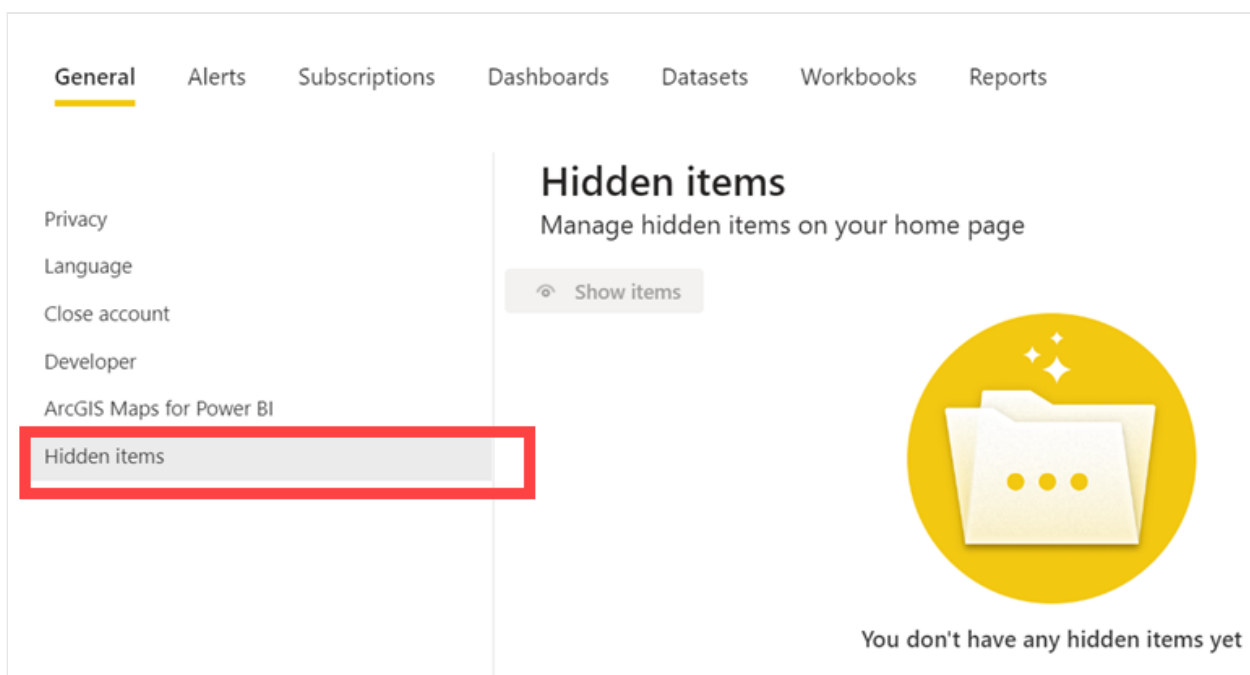 General Alerts Subscriptions Dashboards Datasets Workbooks Reports
Privacy
Language
Close account
Developer
ArcGIS Maps for Power BI
Hidden items
Hidden items
Manage hidden items on your home page
Show items
You don't have any hidden items yet